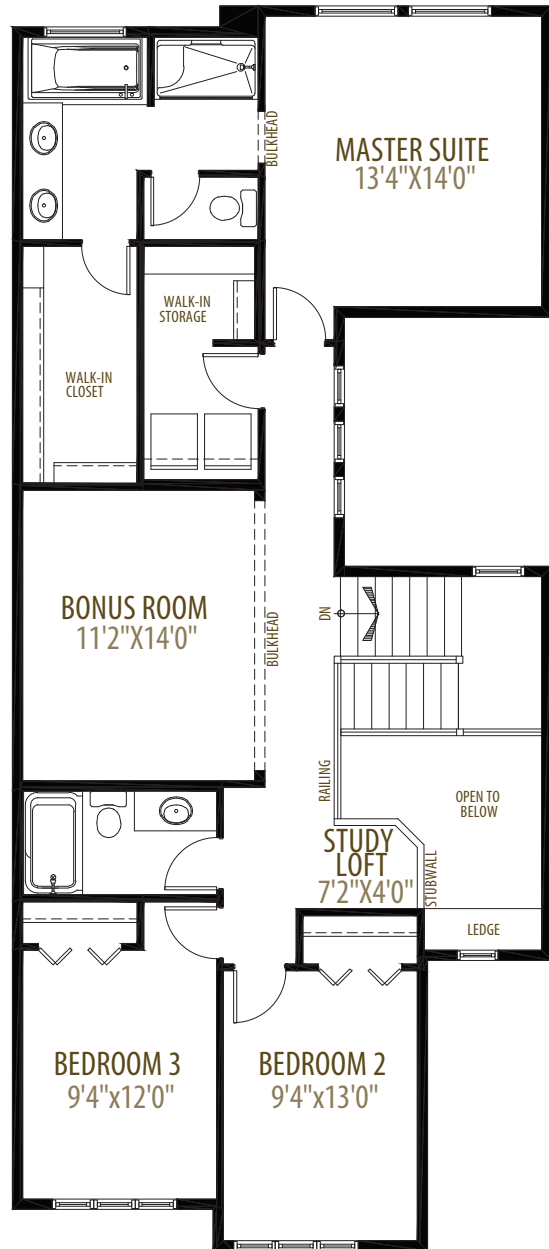 BULKHEAD
MASTER SUITE
13'4"X14'0"
WALK-IN
STORAGE
WALK-IN
CLOSET
BONUS ROOM
11'2"X14'0"
BULKHEAD
DN
RAILING
OPEN TO
BELOW
STUDY
LOFT
7'2"X4'0"
STUBWALL
LEDGE
BEDROOM 3
9'4"x12'0"
BEDROOM 2
9'4"x13'0"